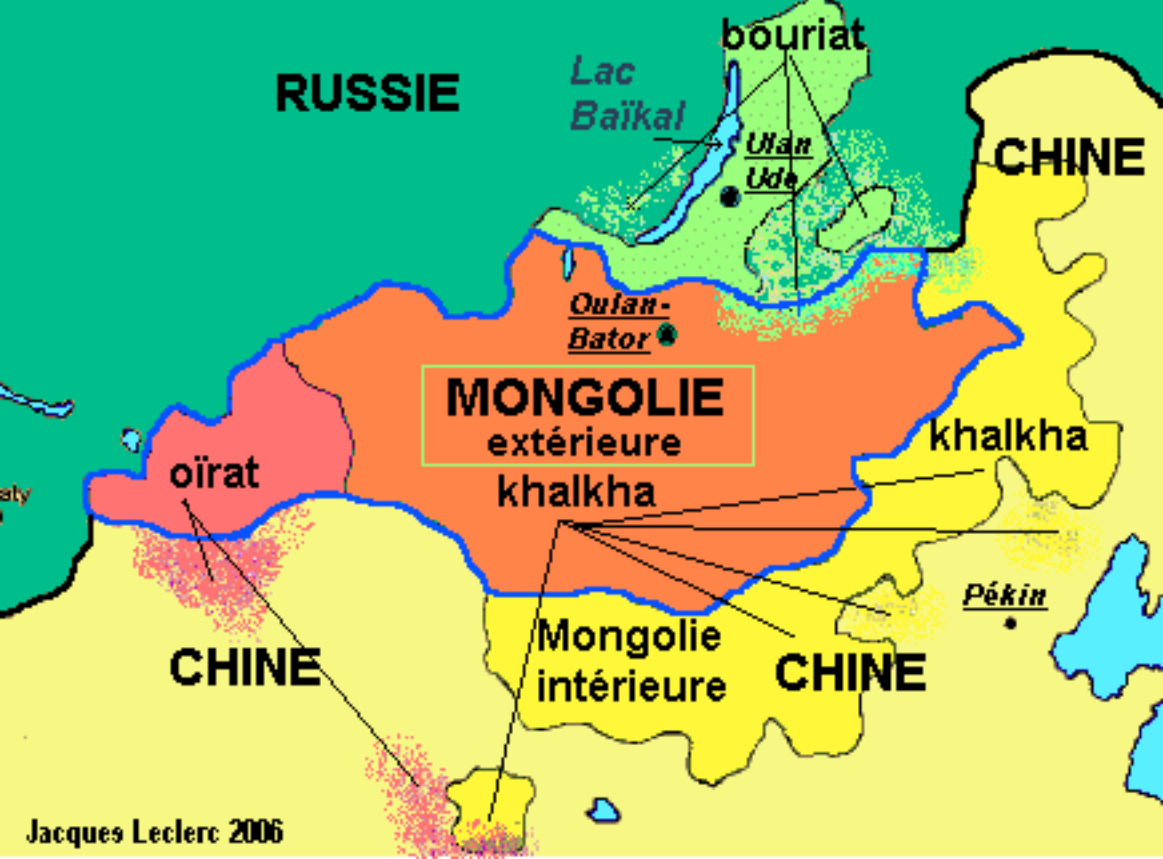 bouriat
Lac
Baïkal
RUSSIE
Ulan
Ude
CHINE
Oulan-
Bator
MONGOLIE
extérieure
khalkha
khalkha
oïrat
Pékin
Mongolie
intérieure
CHINE
CHINE
Jacques Leclerc 2006